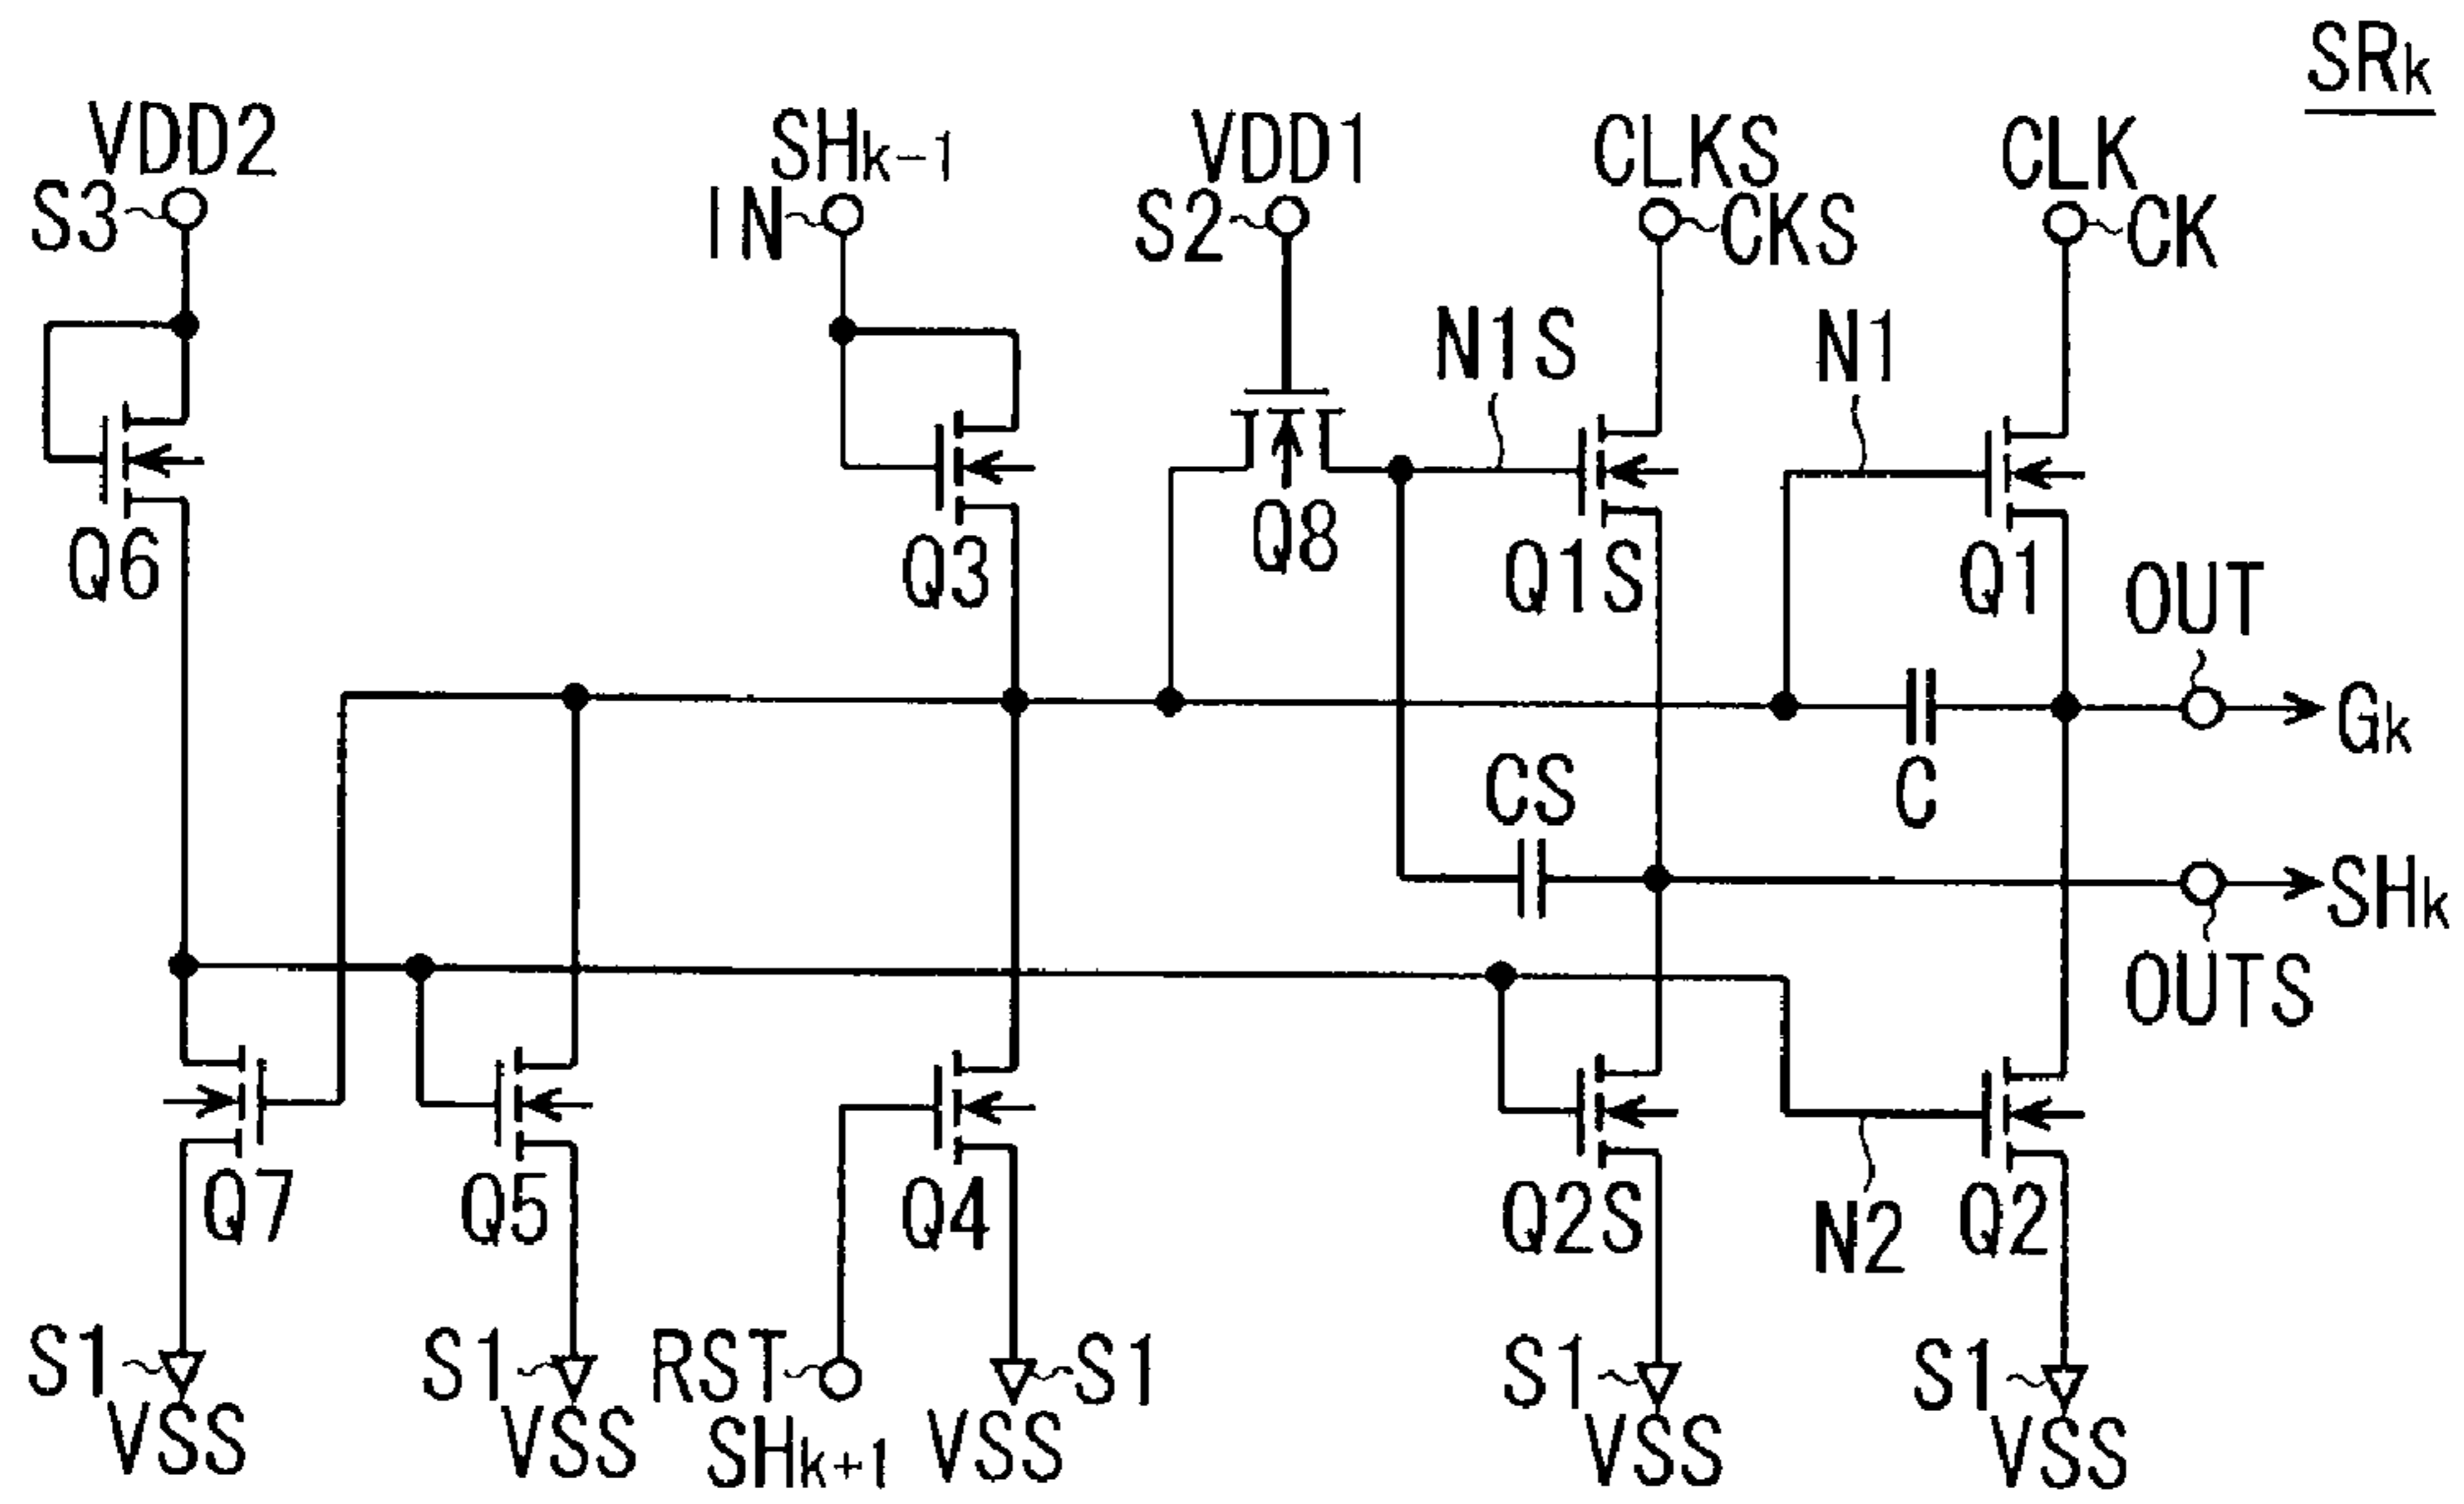 SRk
VDD2
S3
SHk-1
IN
VDD1
S2
CLKS
CKS
CLK
CK
N1S
N1
Q6
Q3
Q8
Q1S
Q1
OUT
Gk
CS
C
SHk
OUTS
Q7
Q5
Q4
Q2S
N2
Q2
S1
VSS
S1
VSS
RST
SHk+1
S1
VSS
S1
VSS
S1
VSS